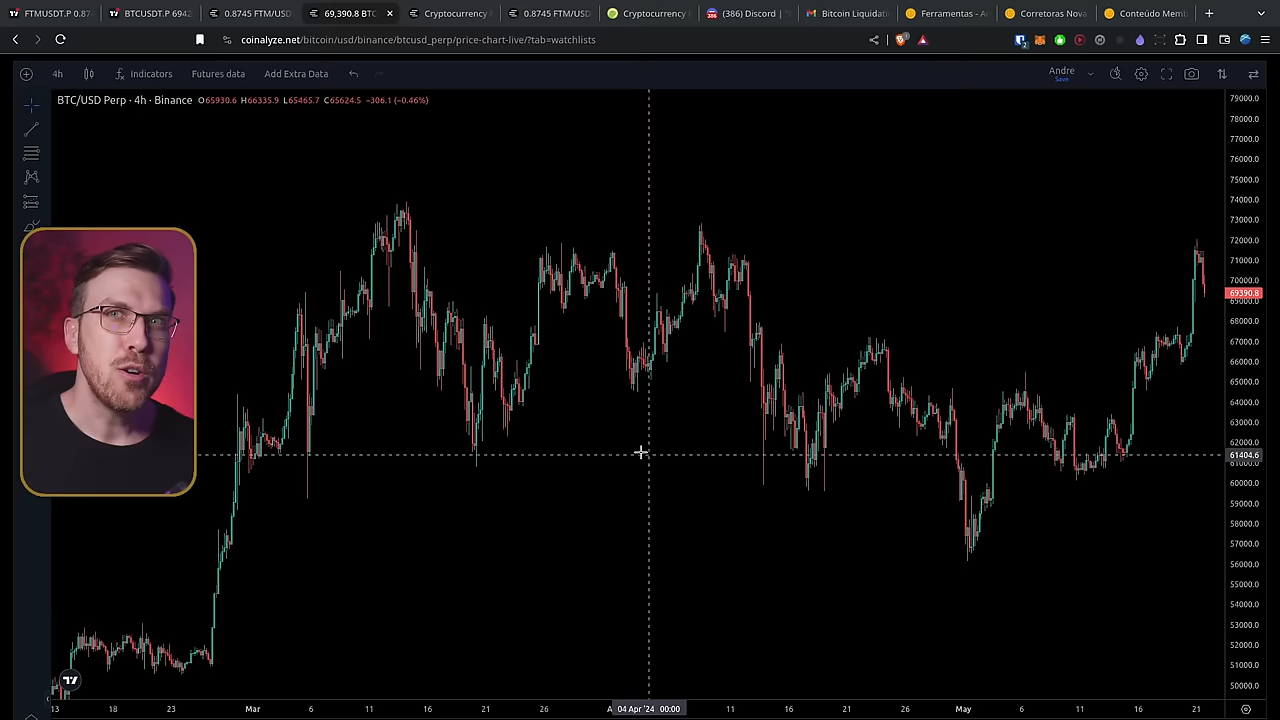 FTMUSDT.P 0.87
BTCUSDT.P 6942
0.8745 FTM/USD
69,390.8 BTC
Cryptocurrency
0.8745 FTM/USD
Cryptocurrency
(386) Discord |
Bitcoin Liquidati
Ferramentas - A
Corretoras Nova
Conteúdo Memb
coinalyze.net/bitcoin/usd/binance/btcusd_perp/price-chart-live/?tab=watchlists
4h Indicators Futures data Add Extra Data
Andre
Save
BTC/USD Perp · 4h · Binance O65930.6 H66335.9 L65465.7 C65624.5 −306.1 (−0.46%)
79000.0
78000.0
77000.0
76000.0
75000.0
74000.0
73000.0
72000.0
71000.0
70000.0
69390.8
69000.0
68000.0
67000.0
66000.0
65000.0
64000.0
63000.0
62000.0
61404.6
61000.0
60000.0
59000.0
58000.0
57000.0
56000.0
55000.0
54000.0
53000.0
52000.0
51000.0
50000.0
13 18 23 Mar 6 11 16 21 26 A 04 Apr '24 00:00 11 16 21 26 May 6 11 16 21